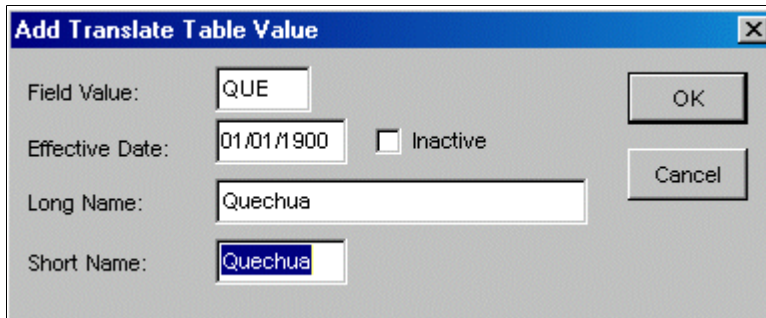 Add Translate Table Value
Field Value: QUE OK
Effective Date: 01/01/1900 Inactive
Long Name: Quechua Cancel
Short Name: Quechua